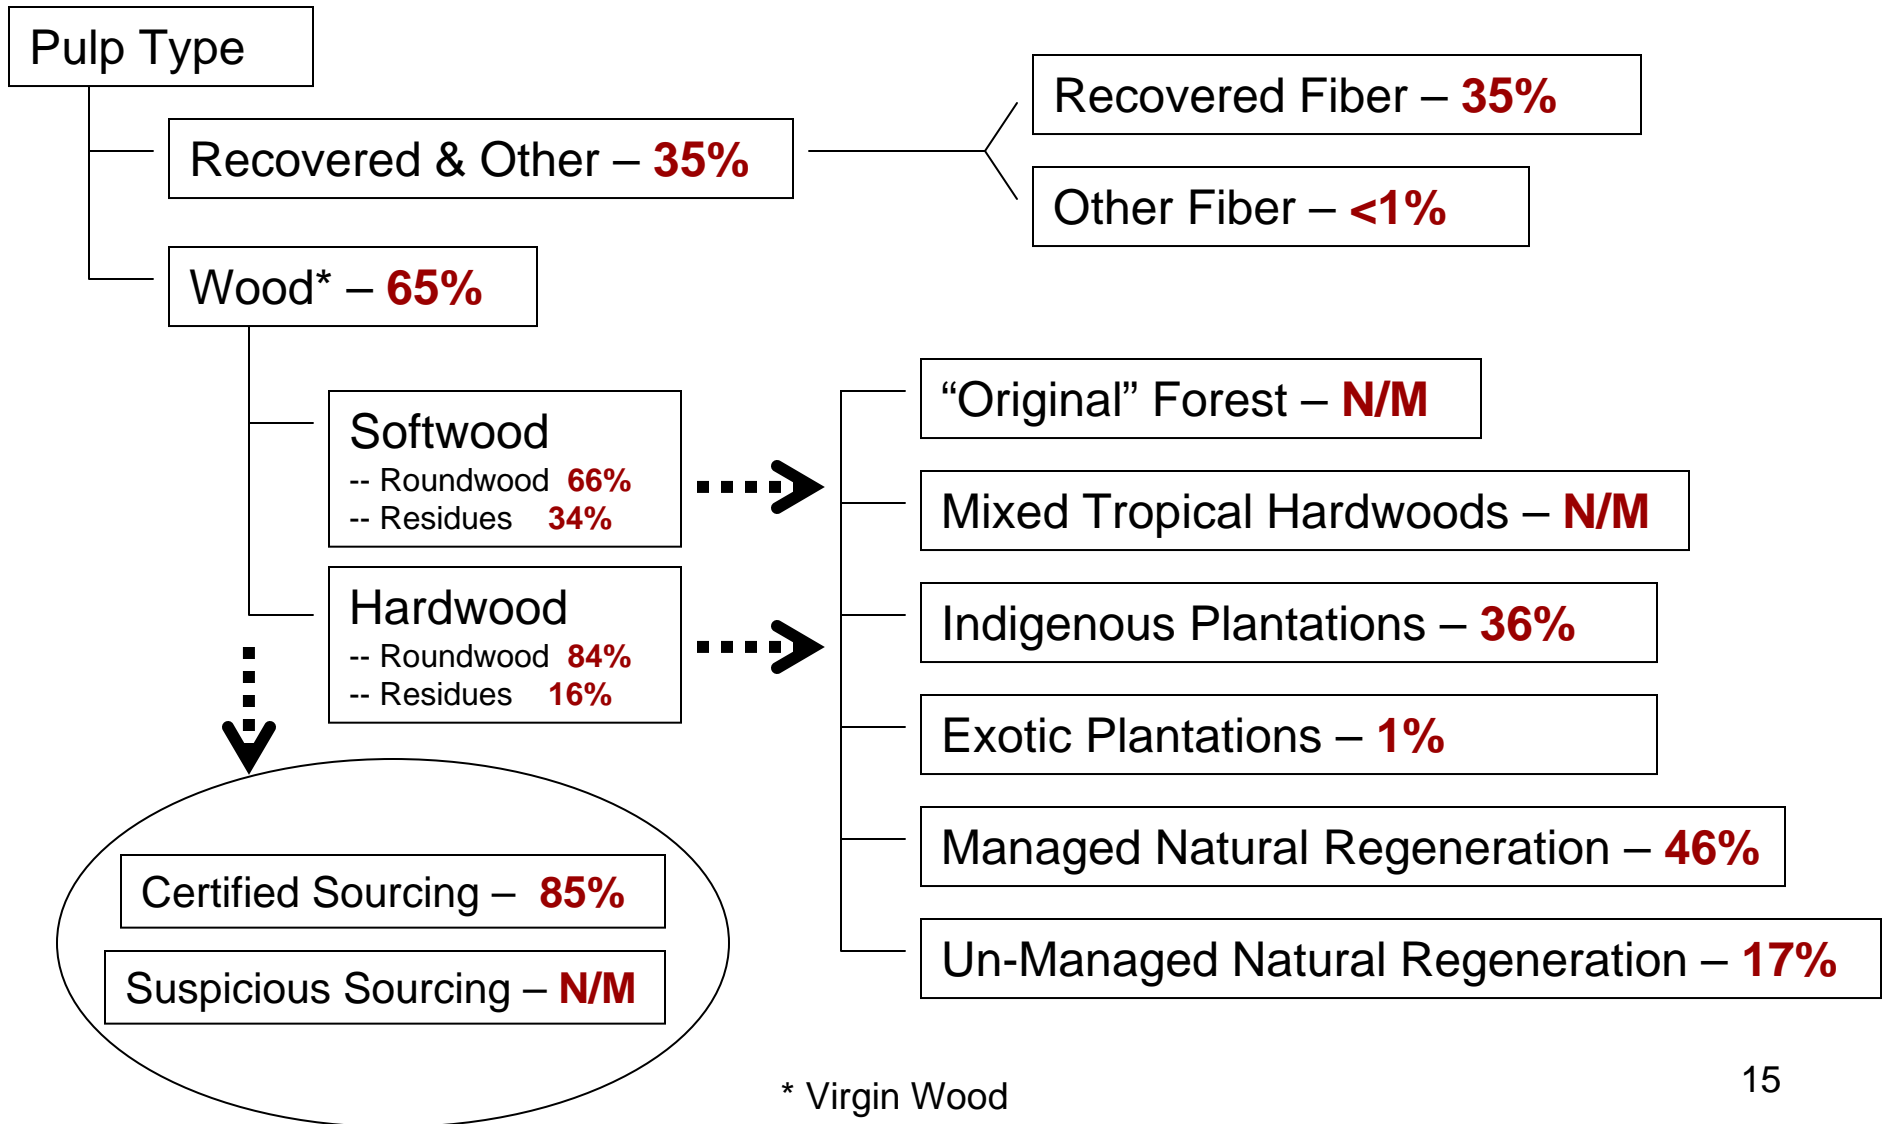 Pulp Type
Recovered & Other – 35%
Recovered Fiber – 35%
Other Fiber – <1%
Wood* – 65%
Softwood
-- Roundwood 66%
-- Residues 34%
Hardwood
-- Roundwood 84%
-- Residues 16%
“Original” Forest – N/M
Mixed Tropical Hardwoods – N/M
Indigenous Plantations – 36%
Exotic Plantations – 1%
Managed Natural Regeneration – 46%
Un-Managed Natural Regeneration – 17%
Certified Sourcing – 85%
Suspicious Sourcing – N/M
* Virgin Wood
15